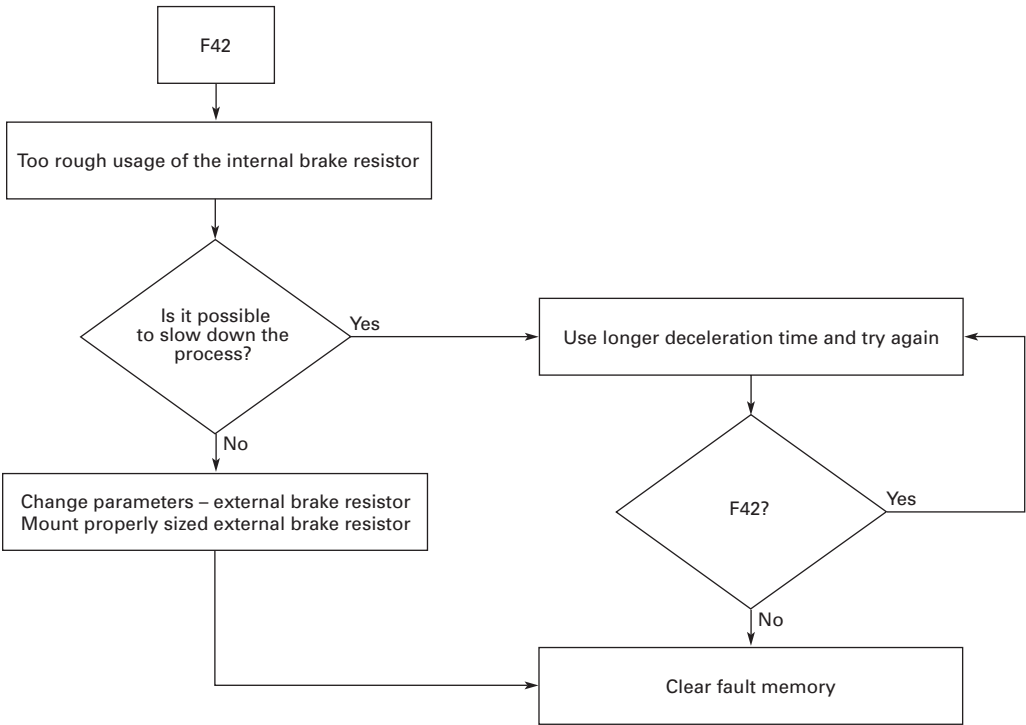 F42
Too rough usage of the internal brake resistor
Is it possible
to slow down the
process?
Yes
Use longer deceleration time and try again
No
Change parameters – external brake resistor
Mount properly sized external brake resistor
F42?
Yes
No
Clear fault memory